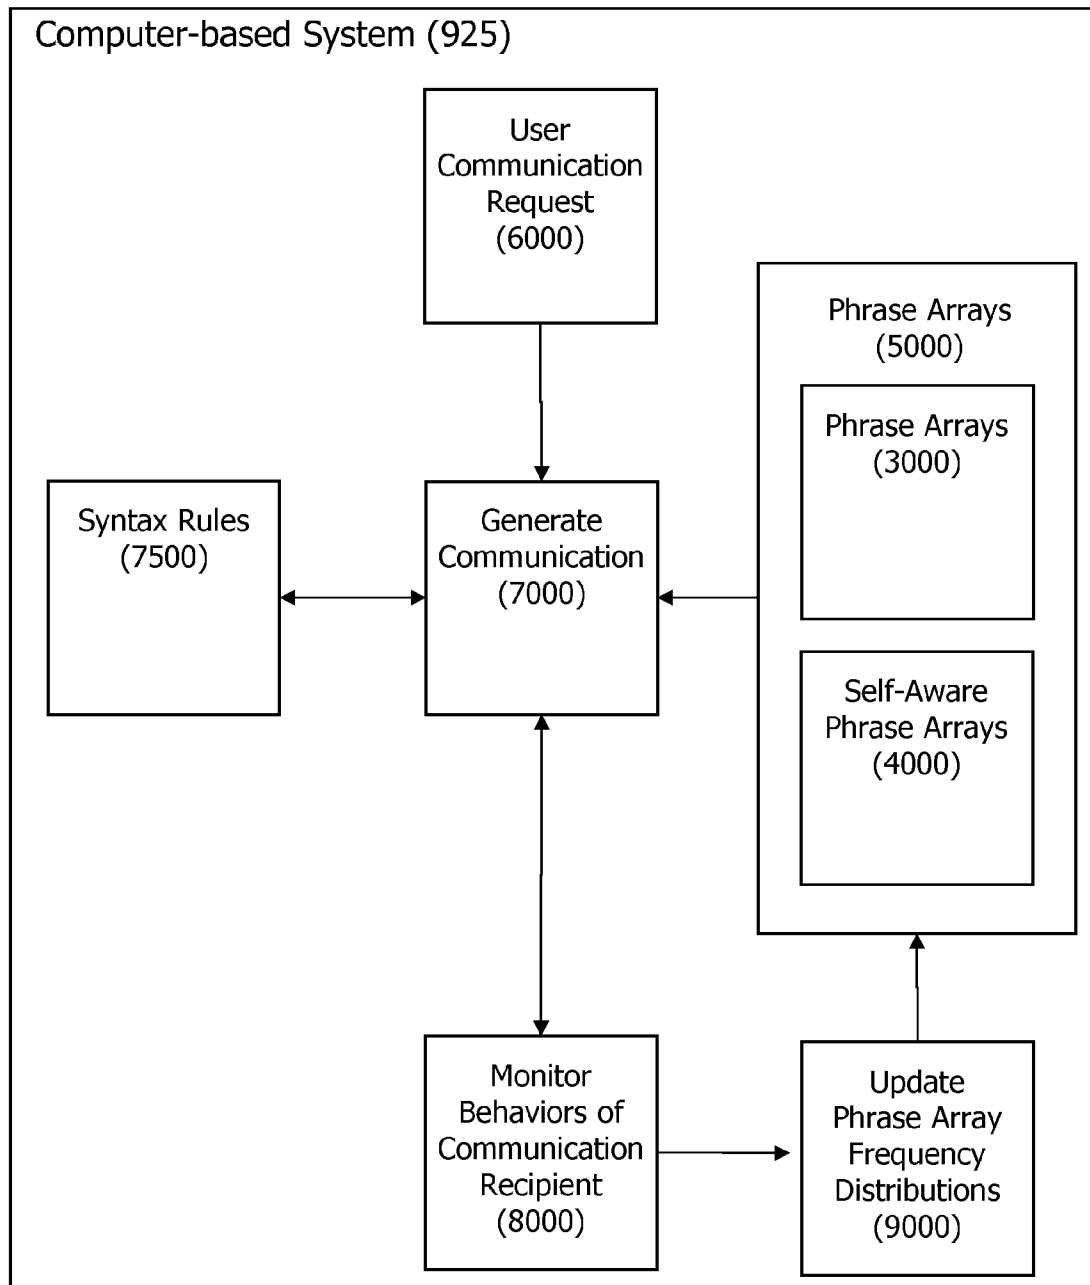 Computer-based System (925)
User
Communication
Request
(6000)
Phrase Arrays
(5000)
Phrase Arrays
(3000)
Syntax Rules
(7500)
Generate
Communication
(7000)
Self-Aware
Phrase Arrays
(4000)
Monitor
Behaviors of
Communication
Recipient
(8000)
Update
Phrase Array
Frequency
Distributions
(9000)